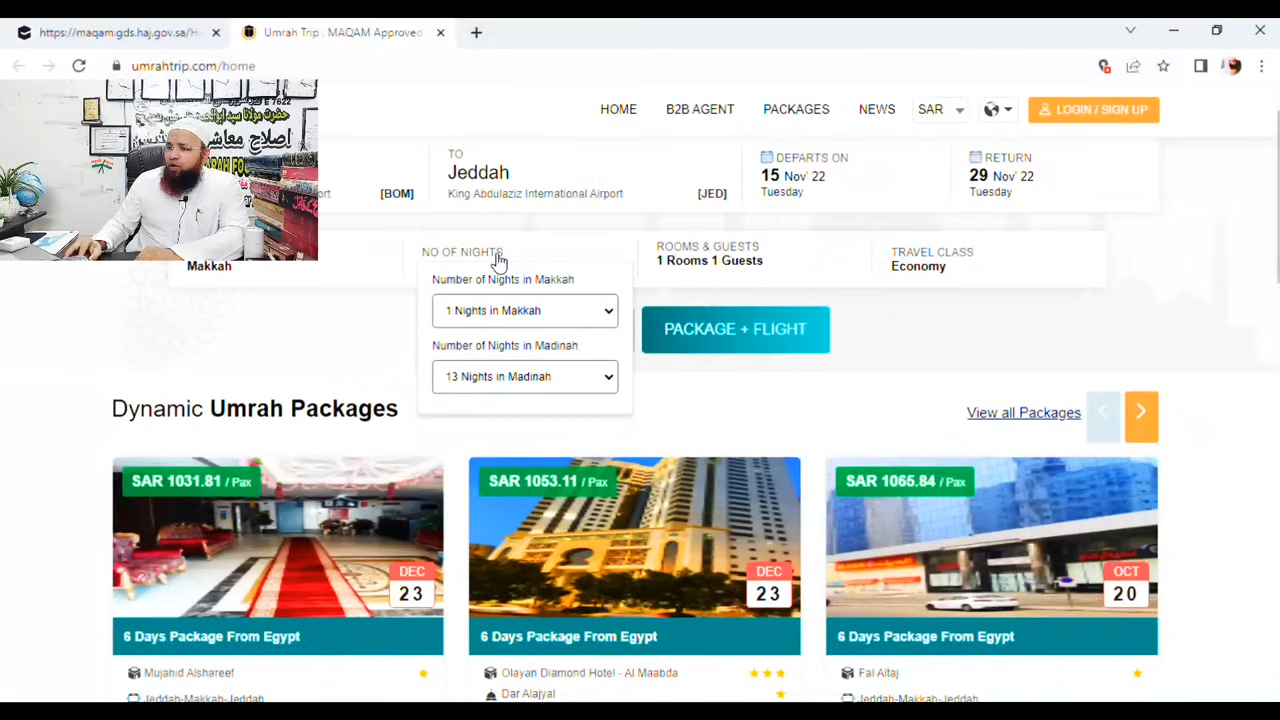 https://maqam.gds.haj.gov.sa/H
Umrah Trip : MAQAM Approved
umrahtrip.com/home
E 7622
اصلاح معاشر
HOME
B2B AGENT
PACKAGES
NEWS
SAR
LOGIN / SIGN UP
TO
Jeddah
King Abdulaziz International Airport
[BOM]
[JED]
DEPARTS ON
15 Nov' 22
Tuesday
RETURN
29 Nov' 22
Tuesday
Makkah
NO OF NIGHTS
ROOMS & GUESTS
1 Rooms 1 Guests
TRAVEL CLASS
Economy
Number of Nights in Makkah
1 Nights in Makkah
Number of Nights in Madinah
13 Nights in Madinah
PACKAGE + FLIGHT
Dynamic Umrah Packages
View all Packages
SAR 1031.81 / Pax
DEC
23
6 Days Package From Egypt
Mujahid Alshareef
Jeddah-Makkah-Jeddah
SAR 1053.11 / Pax
DEC
23
6 Days Package From Egypt
Olayan Diamond Hotel - Al Maabda
Dar Alajyal
SAR 1065.84 / Pax
OCT
20
6 Days Package From Egypt
Fal Altaj
Jeddah-Makkah-Jeddah